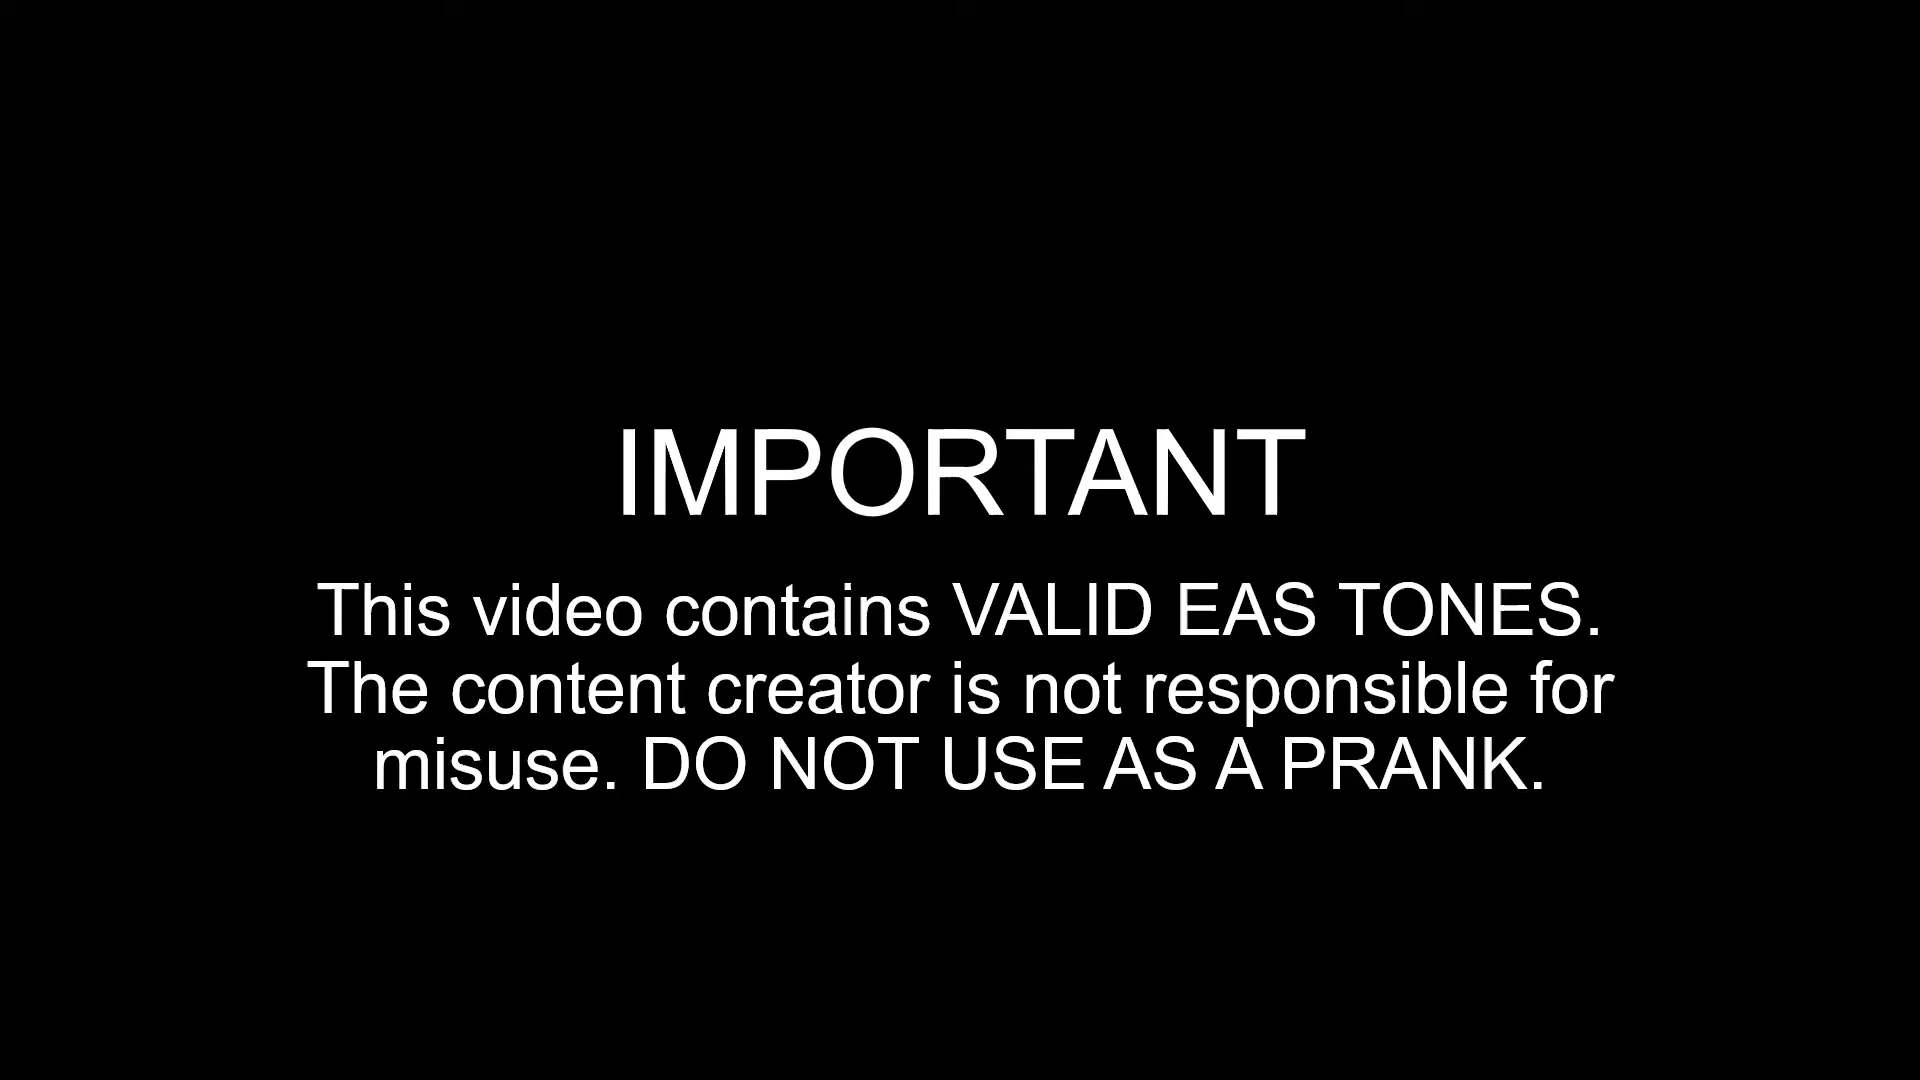 IMPORTANT
This video contains VALID EAS TONES.
The content creator is not responsible for
misuse. DO NOT USE AS A PRANK.